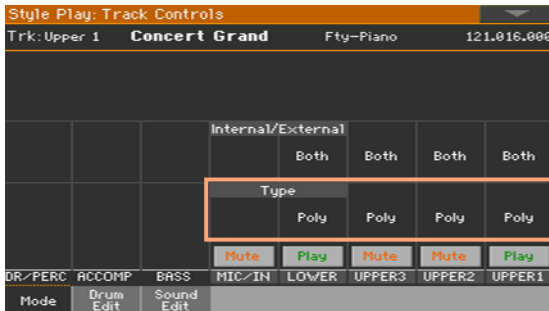 Style Play: Track Controls
Trk:Upper 1 Concert Grand Fty-Piano 121.016.000
Internal/External
Both Both Both Both
Type
Poly Poly Poly Poly
Mute Play Mute Mute Play
DR/PERC ACCOMP BASS MIC/IN LOWER UPPER3 UPPER2 UPPER1
Mode Drum Edit Sound Edit